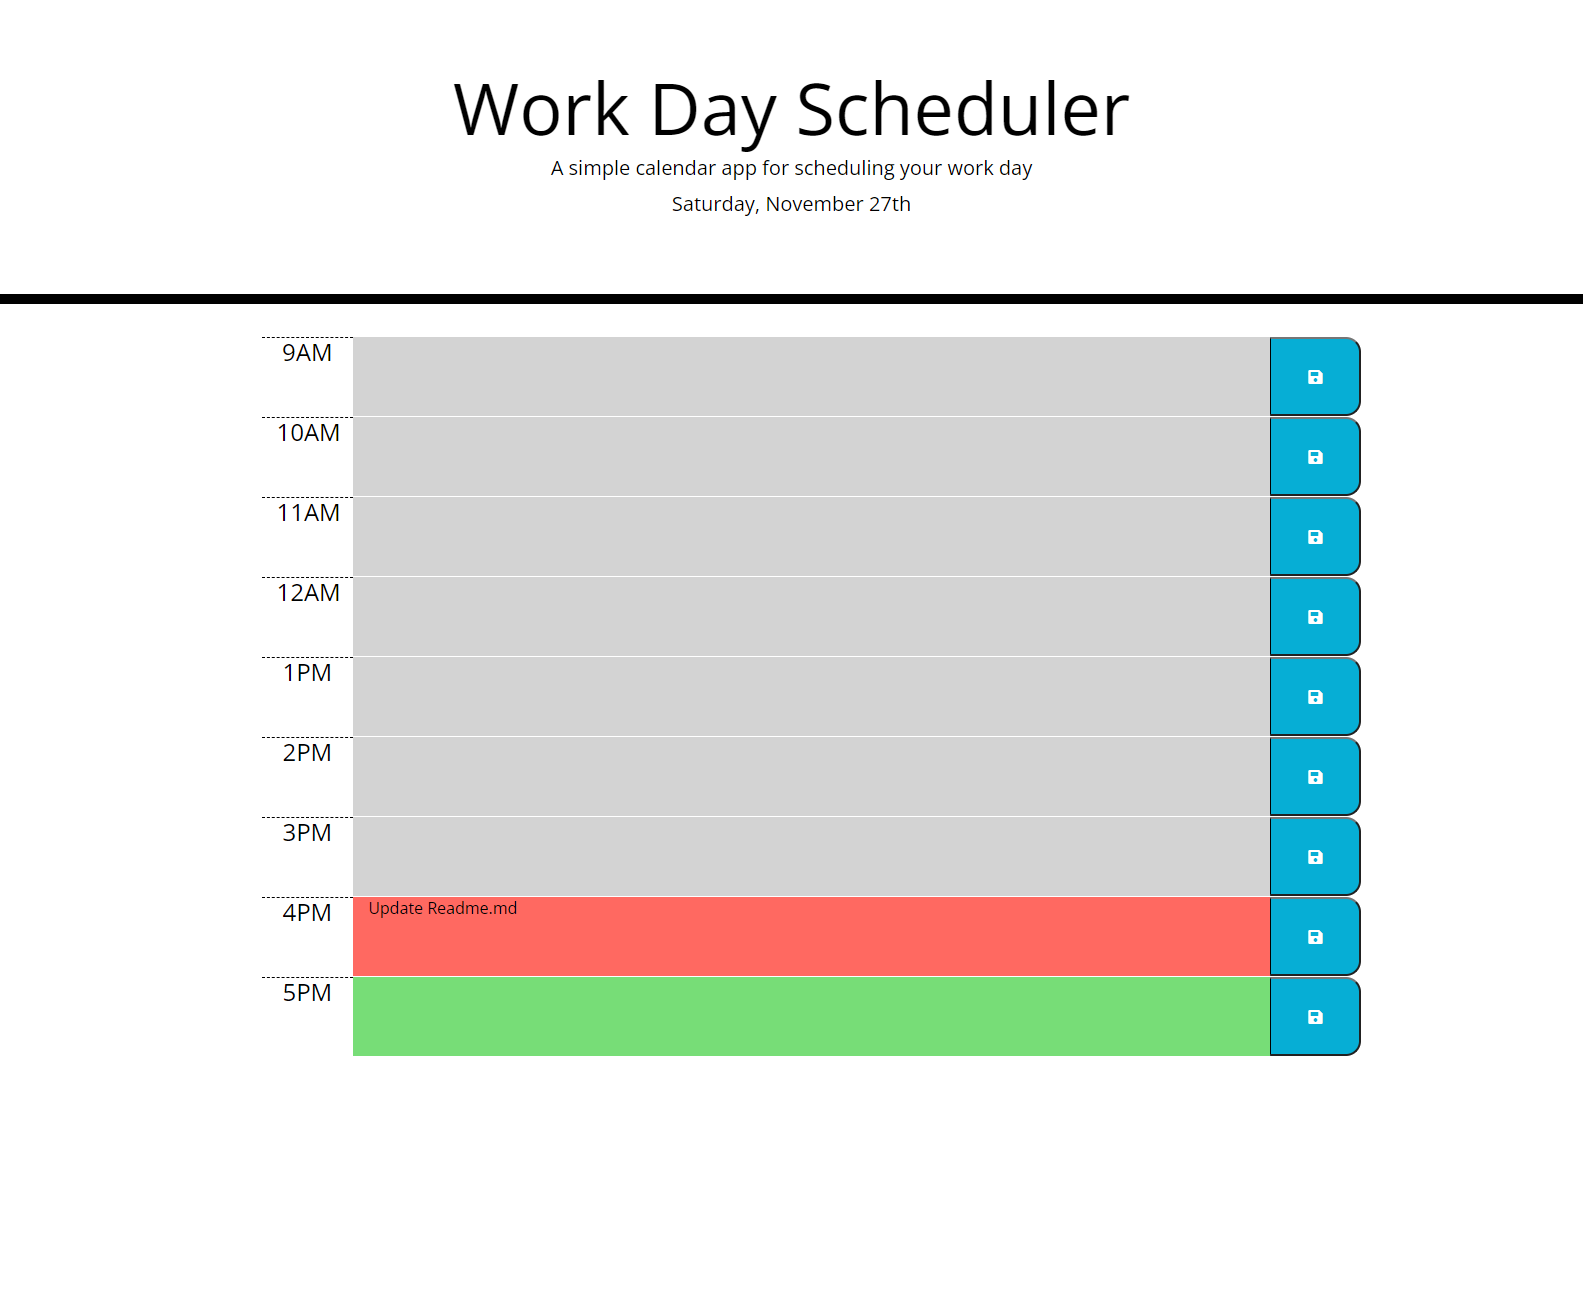 Work Day Scheduler
A simple calendar app for scheduling your work day
Saturday, November 27th
9AM
10AM
11AM
12AM
1PM
2PM
3PM
4PM Update Readme.md
5PM